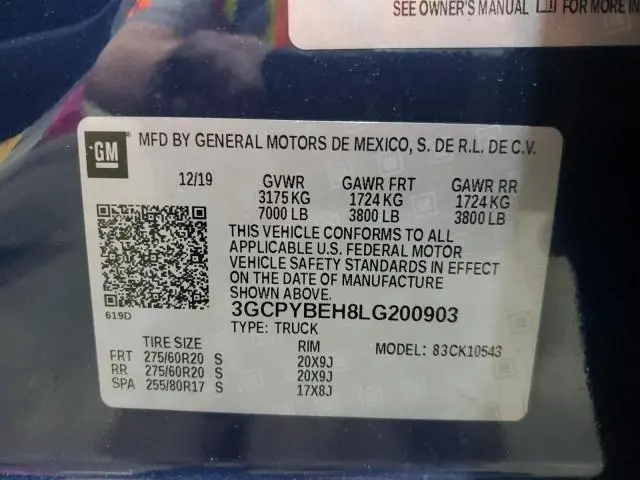 SEE OWNER'S MANUAL FOR MORE IN
GM
MFD BY GENERAL MOTORS DE MEXICO, S. DE R.L. DE C.V.
12/19 GVWR GAWR FRT GAWR RR
3175 KG 1724 KG 1724 KG
7000 LB 3800 LB 3800 LB
THIS VEHICLE CONFORMS TO ALL
APPLICABLE U.S. FEDERAL MOTOR
VEHICLE SAFETY STANDARDS IN EFFECT
ON THE DATE OF MANUFACTURE
SHOWN ABOVE.
619D 3GCPYBEH8LG200903
TYPE: TRUCK
TIRE SIZE RIM MODEL: 83CK10543
FRT 275/60R20 S 20X9J
RR 275/60R20 S 20X9J
SPA 255/80R17 S 17X8J